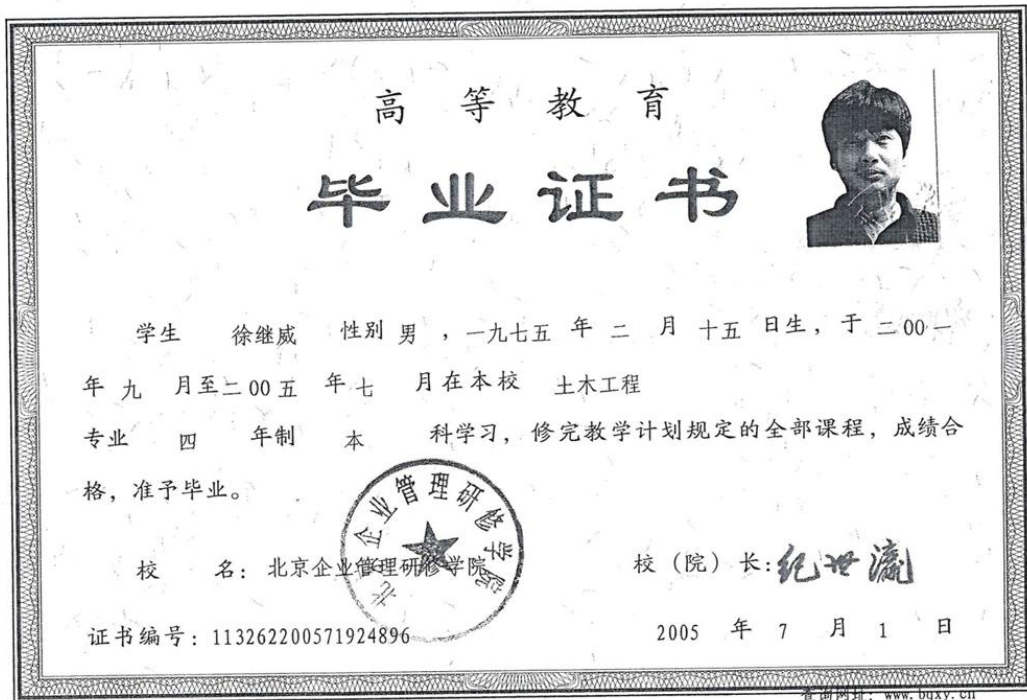 高等教育
毕业证书
学生 徐继威 性别 男 ，一九七五 年 二 月 十五 日生，于 二00一
年 九 月至二00五 年 七 月在本校 土木工程
专业 四 年制 本 科学习，修完教学计划规定的全部课程，成绩合
格，准予毕业。
北京企业管理研修学院
校 名：北京企业管理研修学院
校（院）长：纪世瀛
证书编号：113262200571924896
2005 年 7 月 1 日
查询网址：www.bqxy.cn